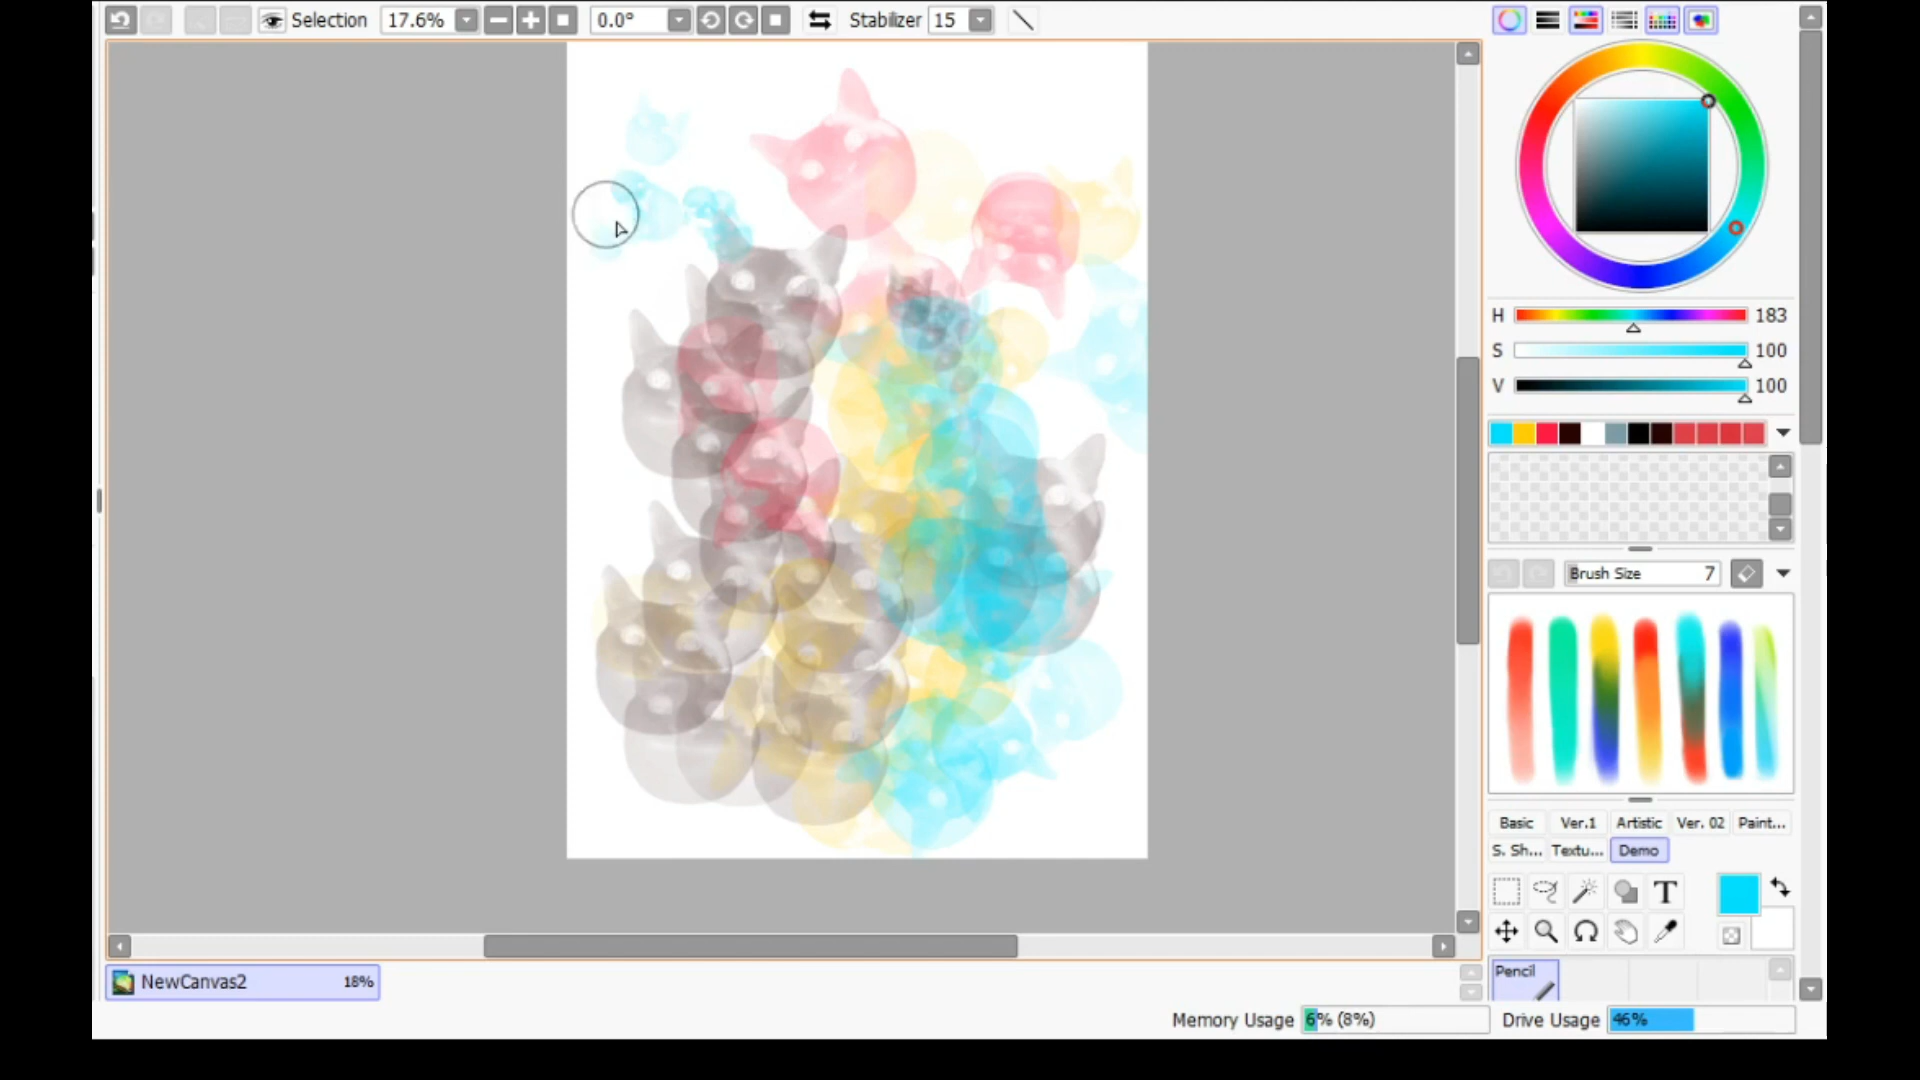 Selection 17.6% 0.0° Stabilizer 15
H 183
S 100
V 100
Brush Size 7
Basic Ver.1 Artistic Ver. 02 Paint...
S. Sh... Textu... Demo
T
Pencil
NewCanvas2 18%
Memory Usage 6% (8%) Drive Usage 46%